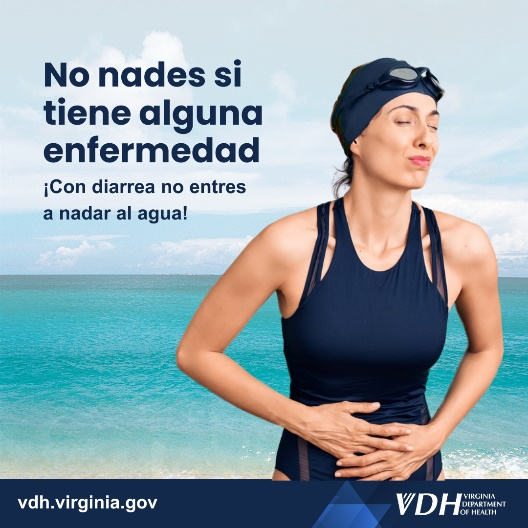 No nades si
tiene alguna
enfermedad
¡Con diarrea no entres
a nadar al agua!
vdh.virginia.gov
VDH VIRGINIA
DEPARTMENT
OF HEALTH